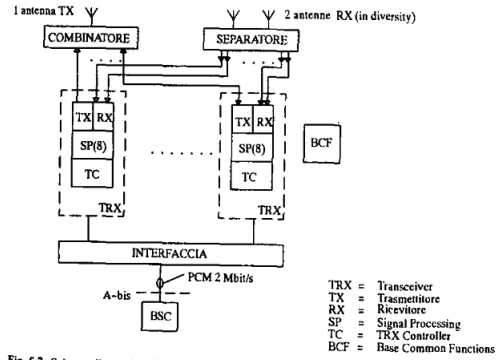 1 antenna TX
2 antenne RX (in diversity)
COMBINATORE
SEPARATORE
TX RX
SP(8)
TC
TRX
TX RX
SP(8)
TC
TRX
BCF
INTERFACCIA
PCM 2 Mbit/s
A-bis
BSC
TRX = Transceiver
TX = Trasmettitore
RX = Ricevitore
SP = Signal Processing
TC = TRX Controller
BCF = Base Common Functions